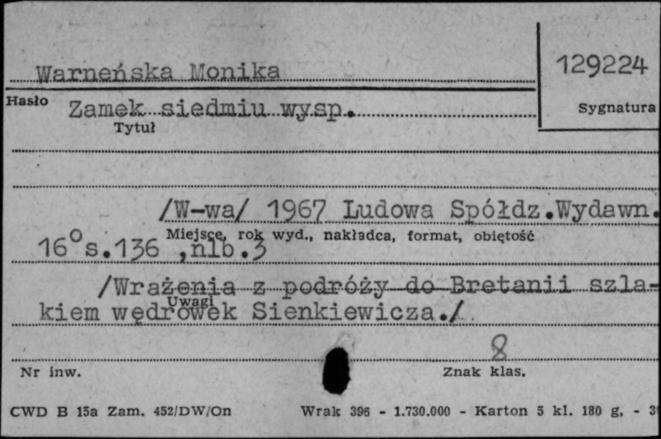 Warneńska Monika
129224
Hasło
Sygnatura
Zamek siedmiu wysp.
Tytuł
/W-wa/ 1967 Ludowa Spółdz.Wydawn.
Miejsce, rok wyd., nakładca, format, objętość
16° s.136 ,nlb.3
/Wrażenia z podróży do Bretanii szla-
Uwagi
kiem wędrówek Sienkiewicza./
8
Nr inw.
Znak klas.
CWD B 15a Zam. 452/DW/On
Wrak 396 - 1.730.000 - Karton 5 kl. 180 g, -